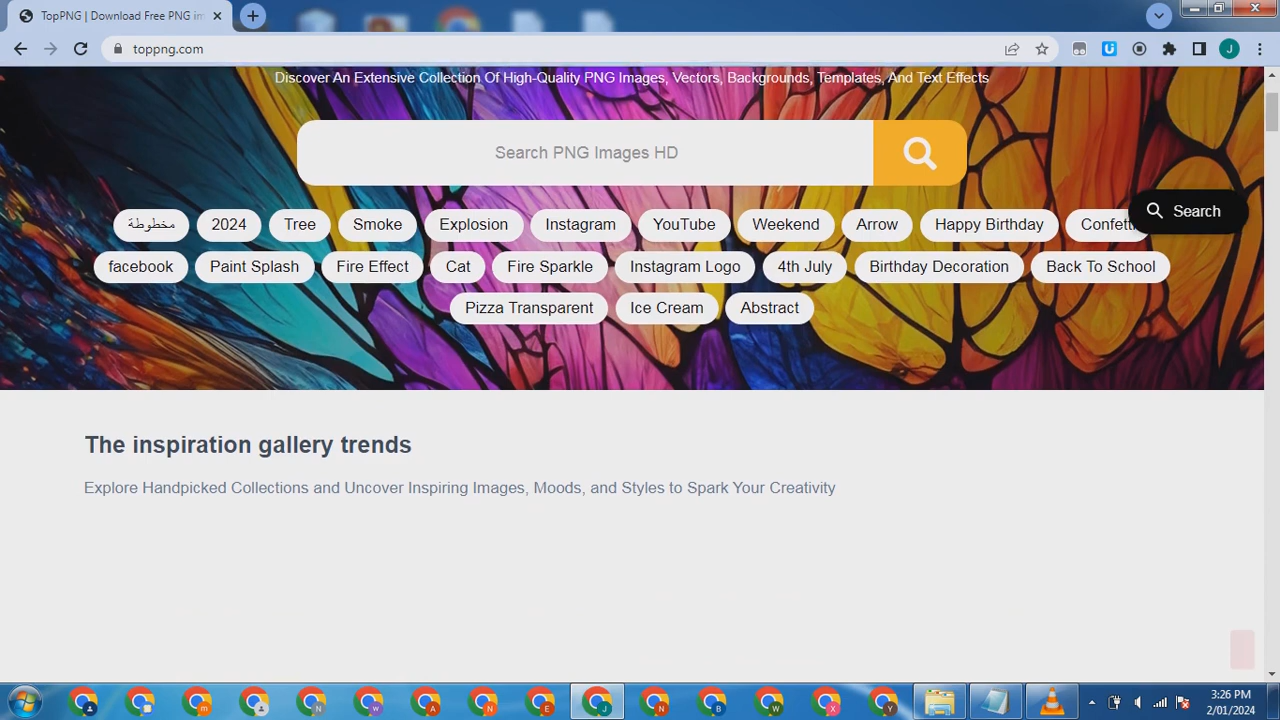 TopPNG | Download Free PNG im
toppng.com
J
Discover An Extensive Collection Of High-Quality PNG Images, Vectors, Backgrounds, Templates, And Text Effects
Search PNG Images HD
مخطوطة 2024 Tree Smoke Explosion Instagram YouTube Weekend Arrow Happy Birthday Confetti
Search
facebook Paint Splash Fire Effect Cat Fire Sparkle Instagram Logo 4th July Birthday Decoration Back To School
Pizza Transparent Ice Cream Abstract
The inspiration gallery trends
Explore Handpicked Collections and Uncover Inspiring Images, Moods, and Styles to Spark Your Creativity
3:26 PM
2/01/2024